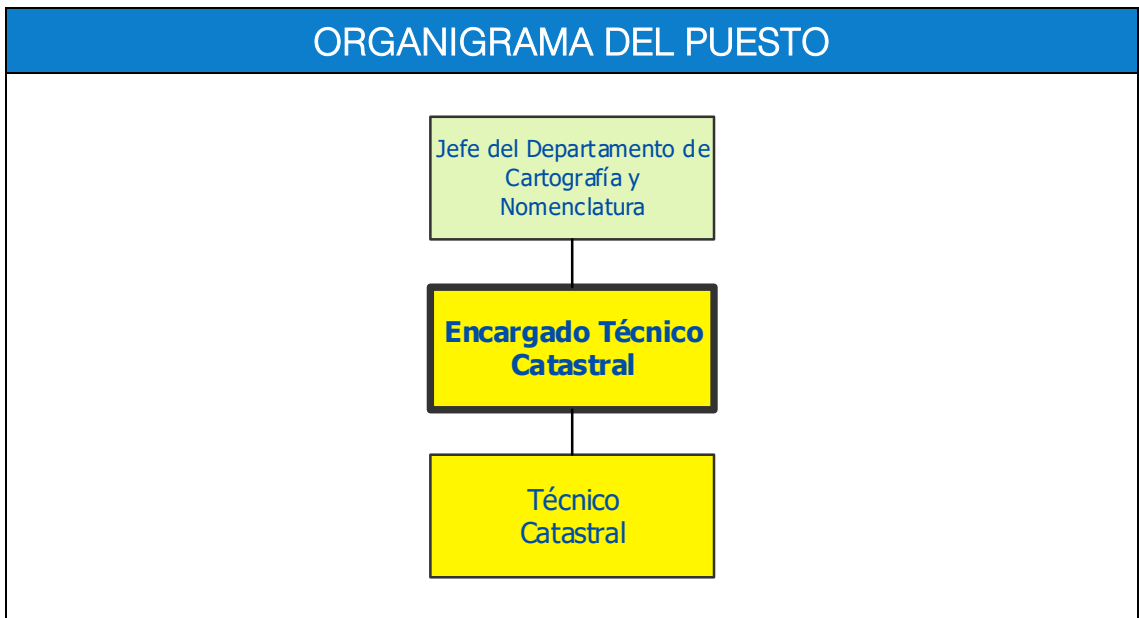 ORGANIGRAMA DEL PUESTO
Jefe del Departamento de
Cartografía y
Nomenclatura
Encargado Técnico
Catastral
Técnico
Catastral